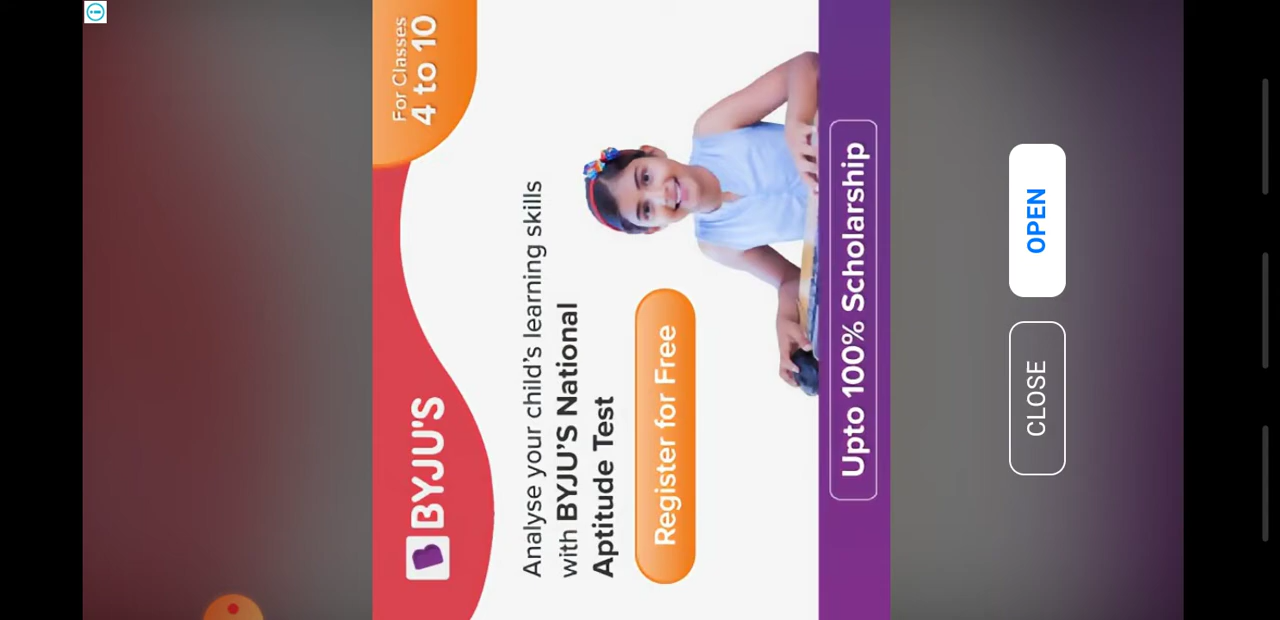 For Classes
4 to 10
BYJU'S
Analyse your child's learning skills
with BYJU'S National
Aptitude Test
Register for Free
Upto 100% Scholarship
CLOSE
OPEN